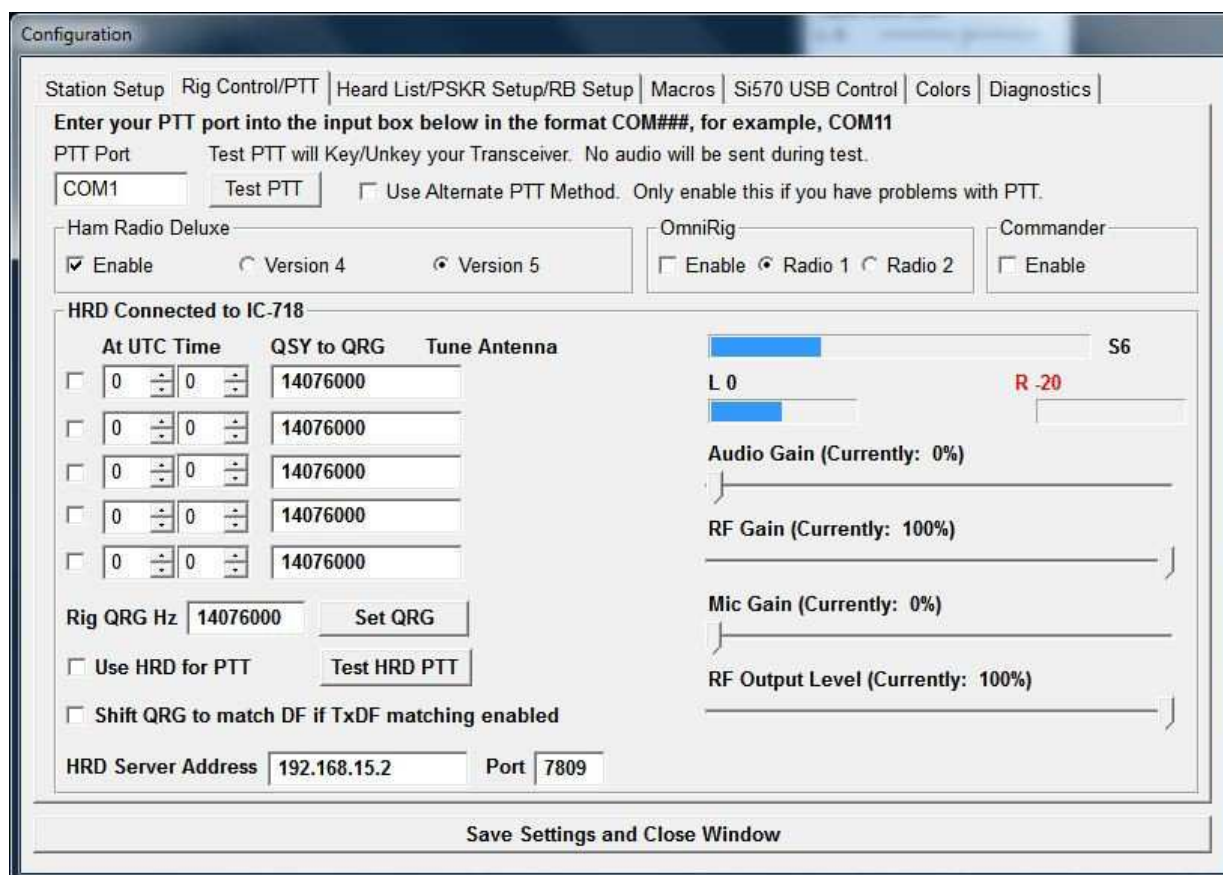 Configuration
Station Setup Rig Control/PTT Heard List/PSKR Setup/RB Setup Macros Si570 USB Control Colors Diagnostics
Enter your PTT port into the input box below in the format COM###, for example, COM11
PTT Port Test PTT will Key/Unkey your Transceiver. No audio will be sent during test.
COM1 Test PTT Use Alternate PTT Method. Only enable this if you have problems with PTT.
Ham Radio Deluxe OmniRig Commander
Enable Version 4 Version 5 Enable Radio 1 Radio 2 Enable
HRD Connected to IC-718
At UTC Time QSY to QRG Tune Antenna S6
0 0 14076000 L 0 R -20
0 0 14076000
0 0 14076000 Audio Gain (Currently: 0%)
0 0 14076000 RF Gain (Currently: 100%)
0 0 14076000
Rig QRG Hz 14076000 Set QRG Mic Gain (Currently: 0%)
Use HRD for PTT Test HRD PTT RF Output Level (Currently: 100%)
Shift QRG to match DF if TxDF matching enabled
HRD Server Address 192.168.15.2 Port 7809
Save Settings and Close Window